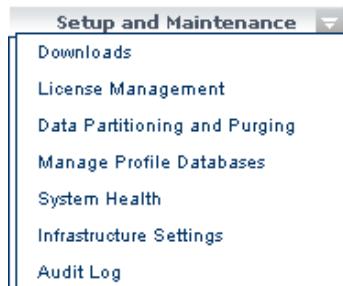 Setup and Maintenance
Downloads
License Management
Data Partitioning and Purging
Manage Profile Databases
System Health
Infrastructure Settings
Audit Log